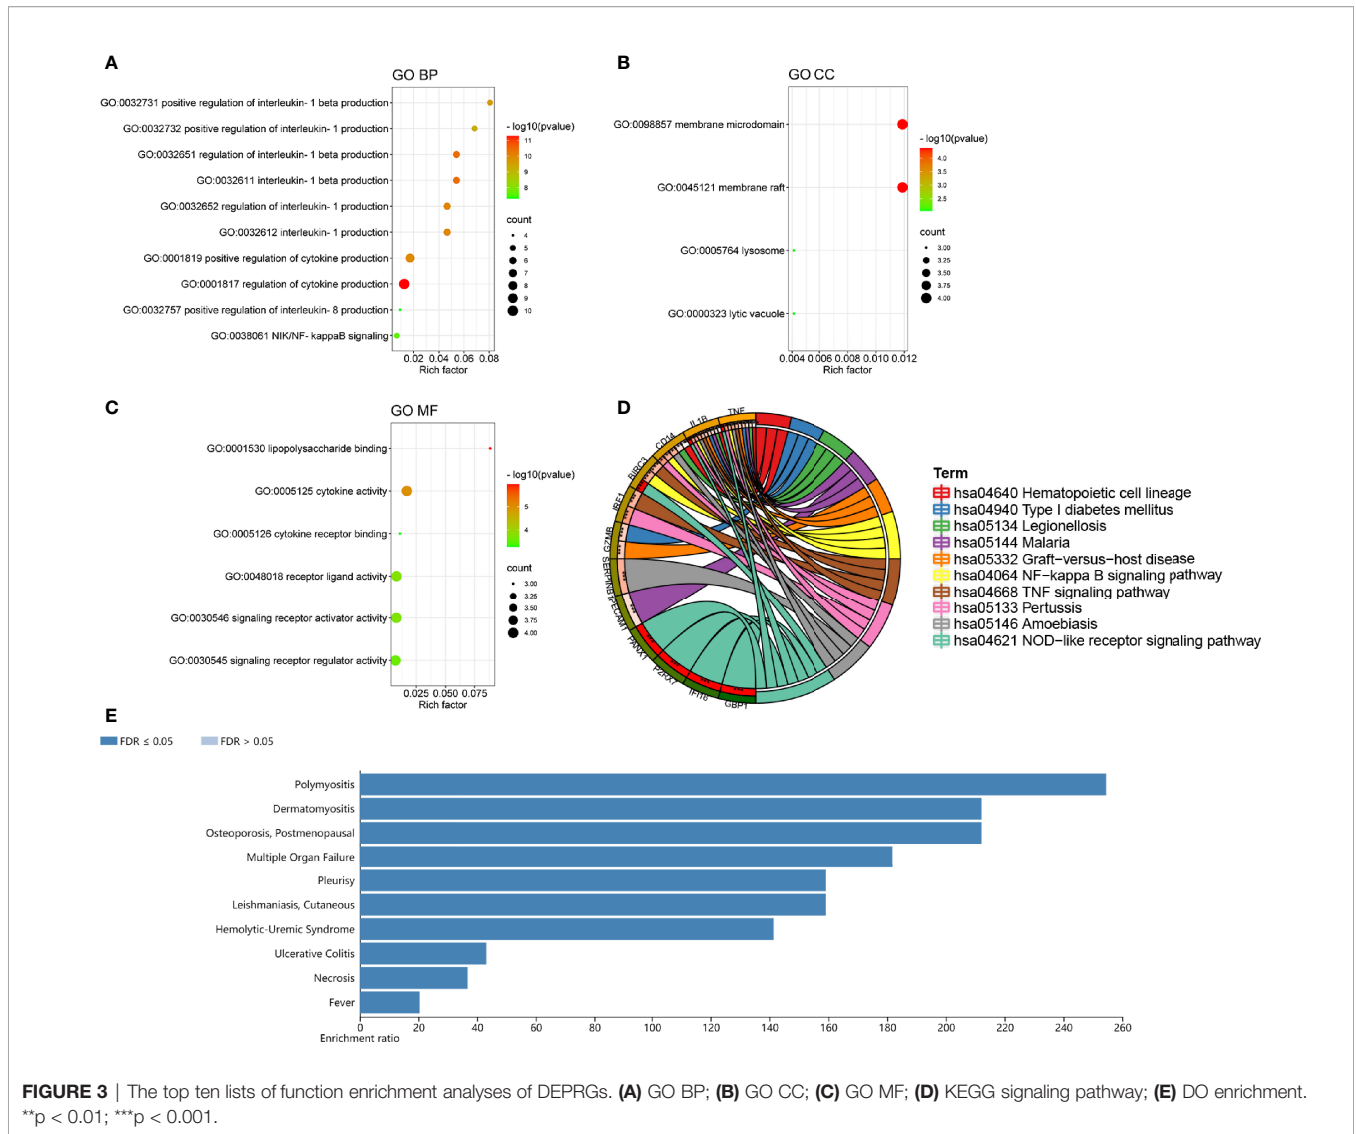 A
GO BP
GO:0032731 positive regulation of interleukin- 1 beta production
GO:0032732 positive regulation of interleukin- 1 production
GO:0032651 regulation of interleukin- 1 beta production
GO:0032611 interleukin- 1 beta production
GO:0032652 regulation of interleukin- 1 production
GO:0032612 interleukin- 1 production
GO:0001819 positive regulation of cytokine production
GO:0001817 regulation of cytokine production
GO:0032757 positive regulation of interleukin- 8 production
GO:0038061 NIK/NF- kappaB signaling
0.02 0.04 0.06 0.08
Rich factor
- log10(pvalue)
11
10
9
8
count
4
5
6
7
8
9
10
B
GO CC
GO:0098857 membrane microdomain
GO:0045121 membrane raft
GO:0005764 lysosome
GO:0000323 lytic vacuole
0.004 0.006 0.008 0.010 0.012
Rich factor
- log10(pvalue)
4.0
3.5
3.0
2.5
count
3.00
3.25
3.50
3.75
4.00
C
GO MF
GO:0001530 lipopolysaccharide binding
GO:0005125 cytokine activity
GO:0005126 cytokine receptor binding
GO:0048018 receptor ligand activity
GO:0030546 signaling receptor activator activity
GO:0030545 signaling receptor regulator activity
0.025 0.050 0.075
Rich factor
- log10(pvalue)
5
4
count
3.00
3.25
3.50
3.75
4.00
D
TNF
IL1B
CD14
BIRC3
IRF1
GZMB
SERPINB1
PECAM1
PANX1
P2RX7
IFI16
GBP1
Term
hsa04640 Hematopoietic cell lineage
hsa04940 Type I diabetes mellitus
hsa05134 Legionellosis
hsa05144 Malaria
hsa05332 Graft−versus−host disease
hsa04064 NF−kappa B signaling pathway
hsa04668 TNF signaling pathway
hsa05133 Pertussis
hsa05146 Amoebiasis
hsa04621 NOD−like receptor signaling pathway
E
FDR ≤ 0.05
FDR > 0.05
Polymyositis
Dermatomyositis
Osteoporosis, Postmenopausal
Multiple Organ Failure
Pleurisy
Leishmaniasis, Cutaneous
Hemolytic-Uremic Syndrome
Ulcerative Colitis
Necrosis
Fever
0 20 40 60 80 100 120 140 160 180 200 220 240 260
Enrichment ratio
FIGURE 3 | The top ten lists of function enrichment analyses of DEPRGs. (A) GO BP; (B) GO CC; (C) GO MF; (D) KEGG signaling pathway; (E) DO enrichment.
**p < 0.01; ***p < 0.001.